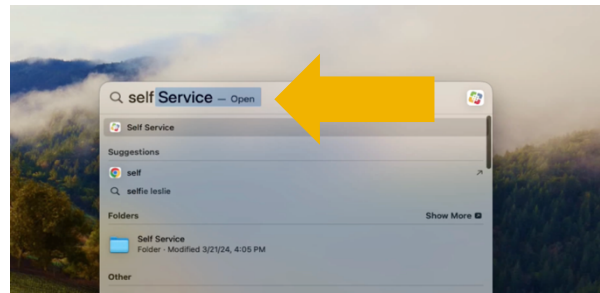 self Service — Open
Self Service
Suggestions
self
selfie leslie
Folders Show More
Self Service
Folder - Modified 3/21/24, 4:05 PM
Other